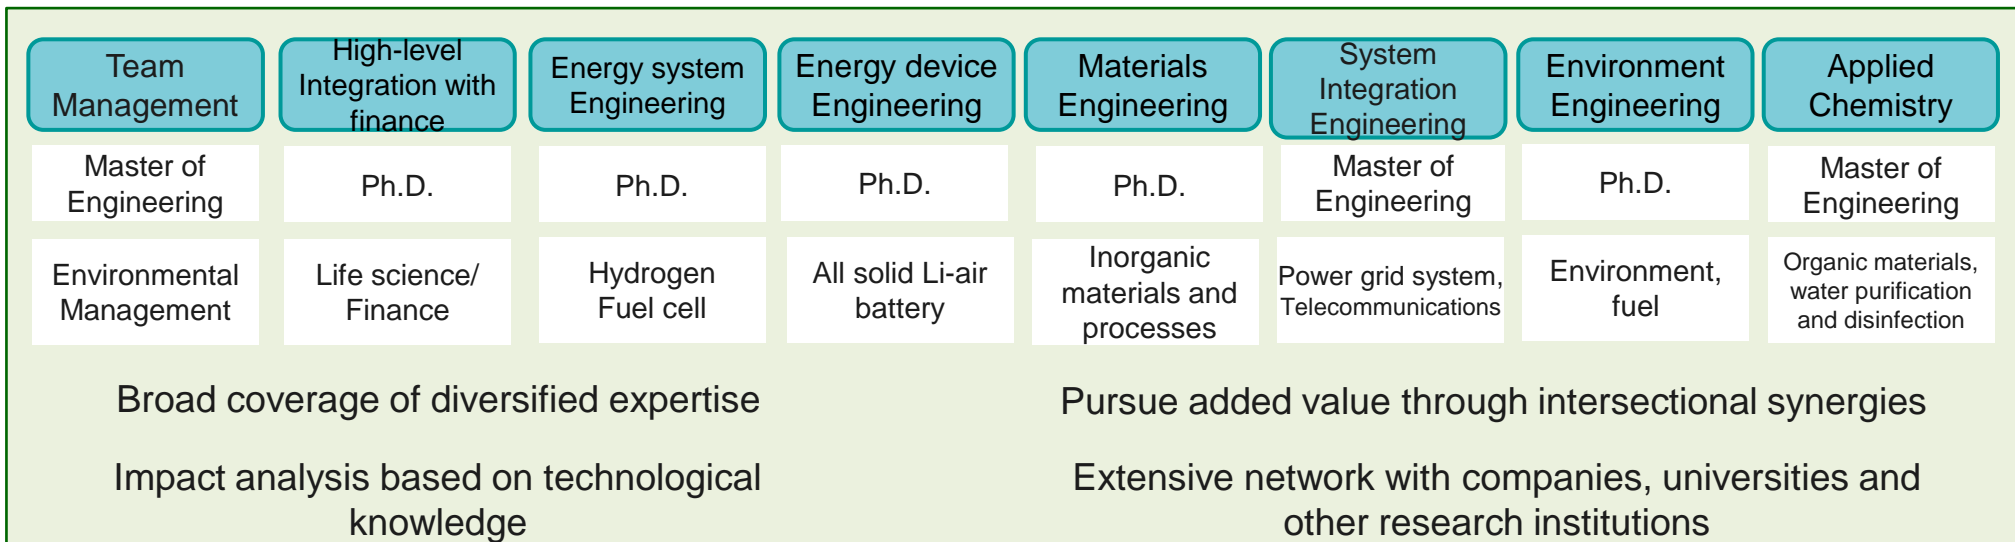 Team
Management
High-level
Integration with
finance
Energy system
Engineering
Energy device
Engineering
Materials
Engineering
System
Integration
Engineering
Environment
Engineering
Applied
Chemistry
Master of
Engineering
Ph.D.
Ph.D.
Ph.D.
Ph.D.
Master of
Engineering
Ph.D.
Master of
Engineering
Environmental
Management
Life science/
Finance
Hydrogen
Fuel cell
All solid Li-air
battery
Inorganic
materials and
processes
Power grid system,
Telecommunications
Environment,
fuel
Organic materials,
water purification
and disinfection
Broad coverage of diversified expertise
Pursue added value through intersectional synergies
Impact analysis based on technological
knowledge
Extensive network with companies, universities and
other research institutions